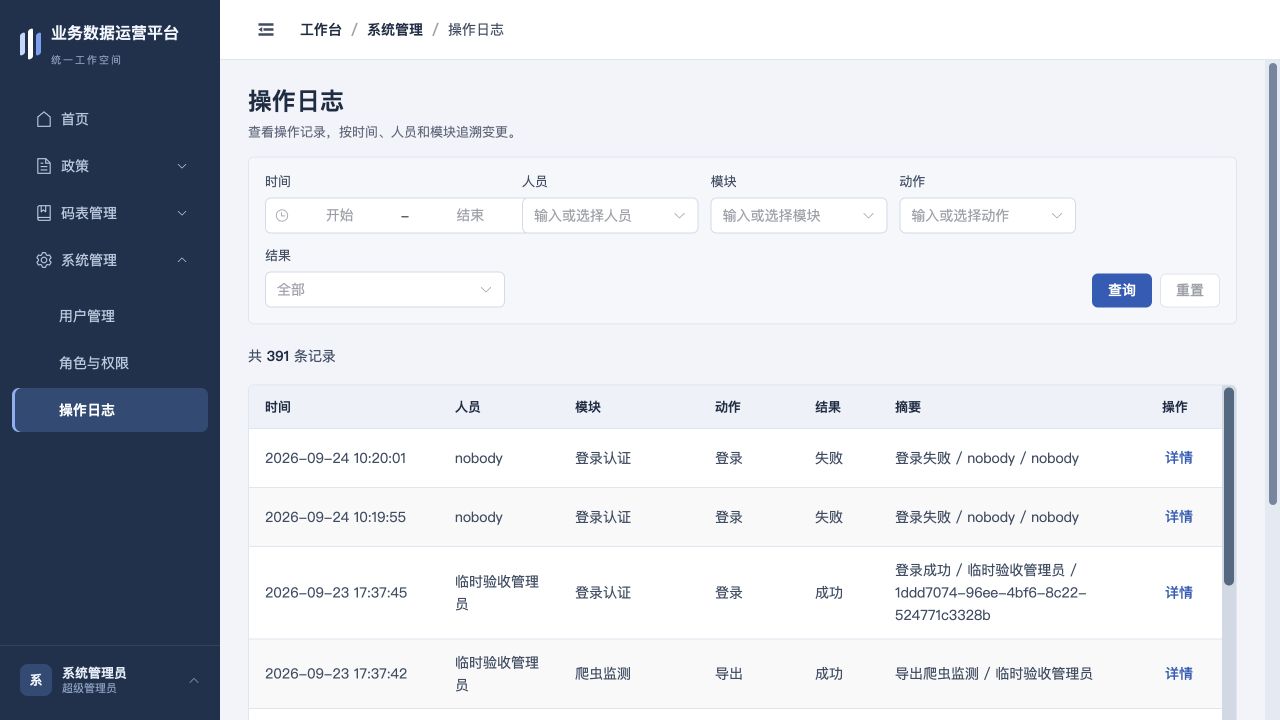 业务数据运营平台
统一工作空间
首页
政策
码表管理
系统管理
用户管理
角色与权限
操作日志
系
系统管理员
超级管理员
工作台 / 系统管理 / 操作日志
操作日志
查看操作记录，按时间、人员和模块追溯变更。
时间 人员 模块 动作
开始 – 结束 输入或选择人员 输入或选择模块 输入或选择动作
结果
全部
查询 重置
共 391 条记录
时间 人员 模块 动作 结果 摘要 操作
2026-09-24 10:20:01 nobody 登录认证 登录 失败 登录失败 / nobody / nobody 详情
2026-09-24 10:19:55 nobody 登录认证 登录 失败 登录失败 / nobody / nobody 详情
2026-09-23 17:37:45 临时验收管理员 登录认证 登录 成功 登录成功 / 临时验收管理员 / 1ddd7074-96ee-4bf6-8c22-524771c3328b 详情
2026-09-23 17:37:42 临时验收管理员 爬虫监测 导出 成功 导出爬虫监测 / 临时验收管理员 详情